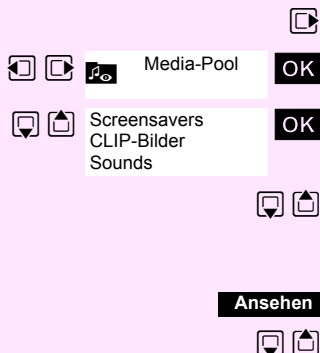 Media-Pool
OK
Screensavers
OK
CLIP-Bilder
Sounds
Ansehen